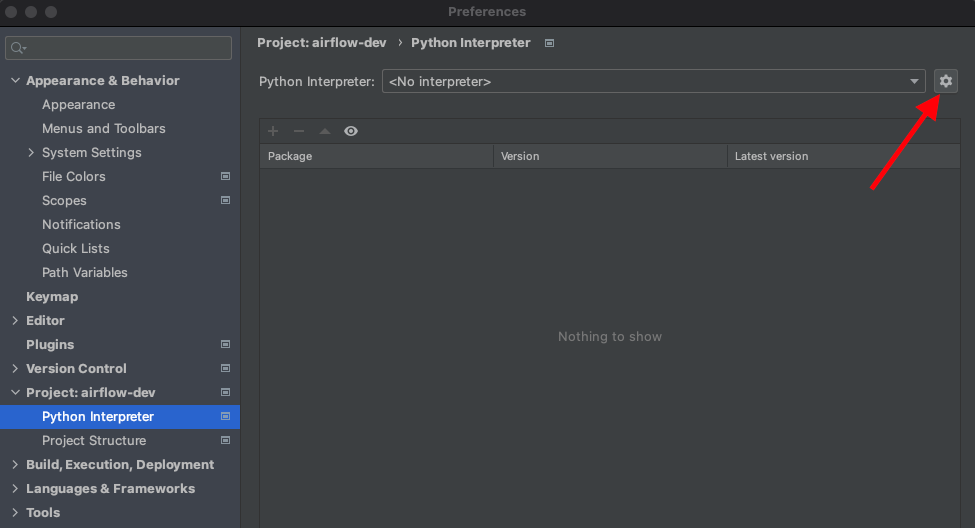 Preferences
Project: airflow-dev › Python Interpreter
Python Interpreter: <No interpreter>
Package Version Latest version
Nothing to show
Appearance & Behavior
Appearance
Menus and Toolbars
System Settings
File Colors
Scopes
Notifications
Quick Lists
Path Variables
Keymap
Editor
Plugins
Version Control
Project: airflow-dev
Python Interpreter
Project Structure
Build, Execution, Deployment
Languages & Frameworks
Tools